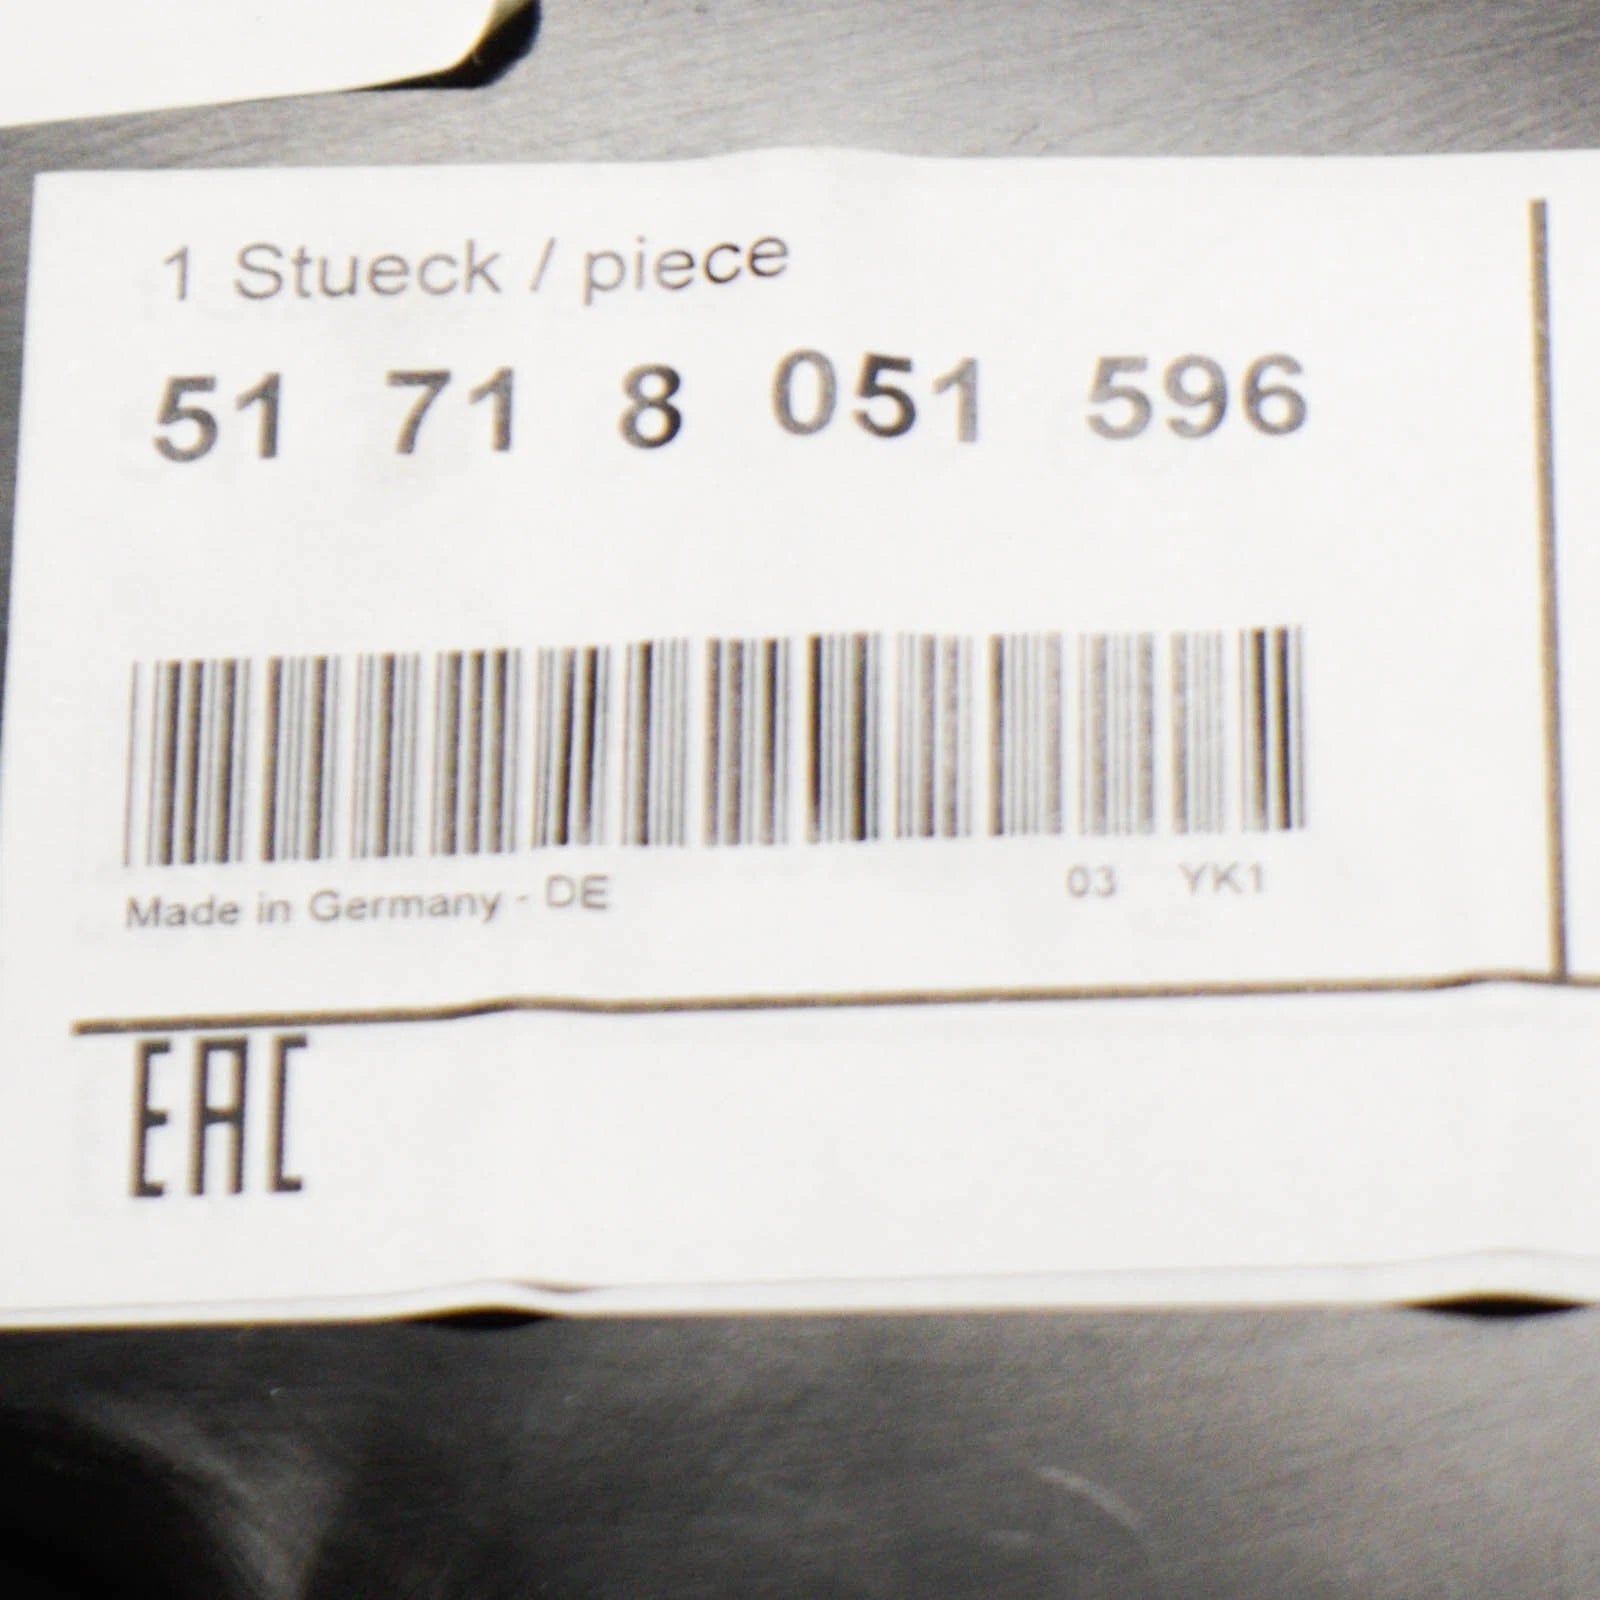 1 Stueck / piece
51 71 8 051 596
Made in Germany - DE 03 YK1
EAC